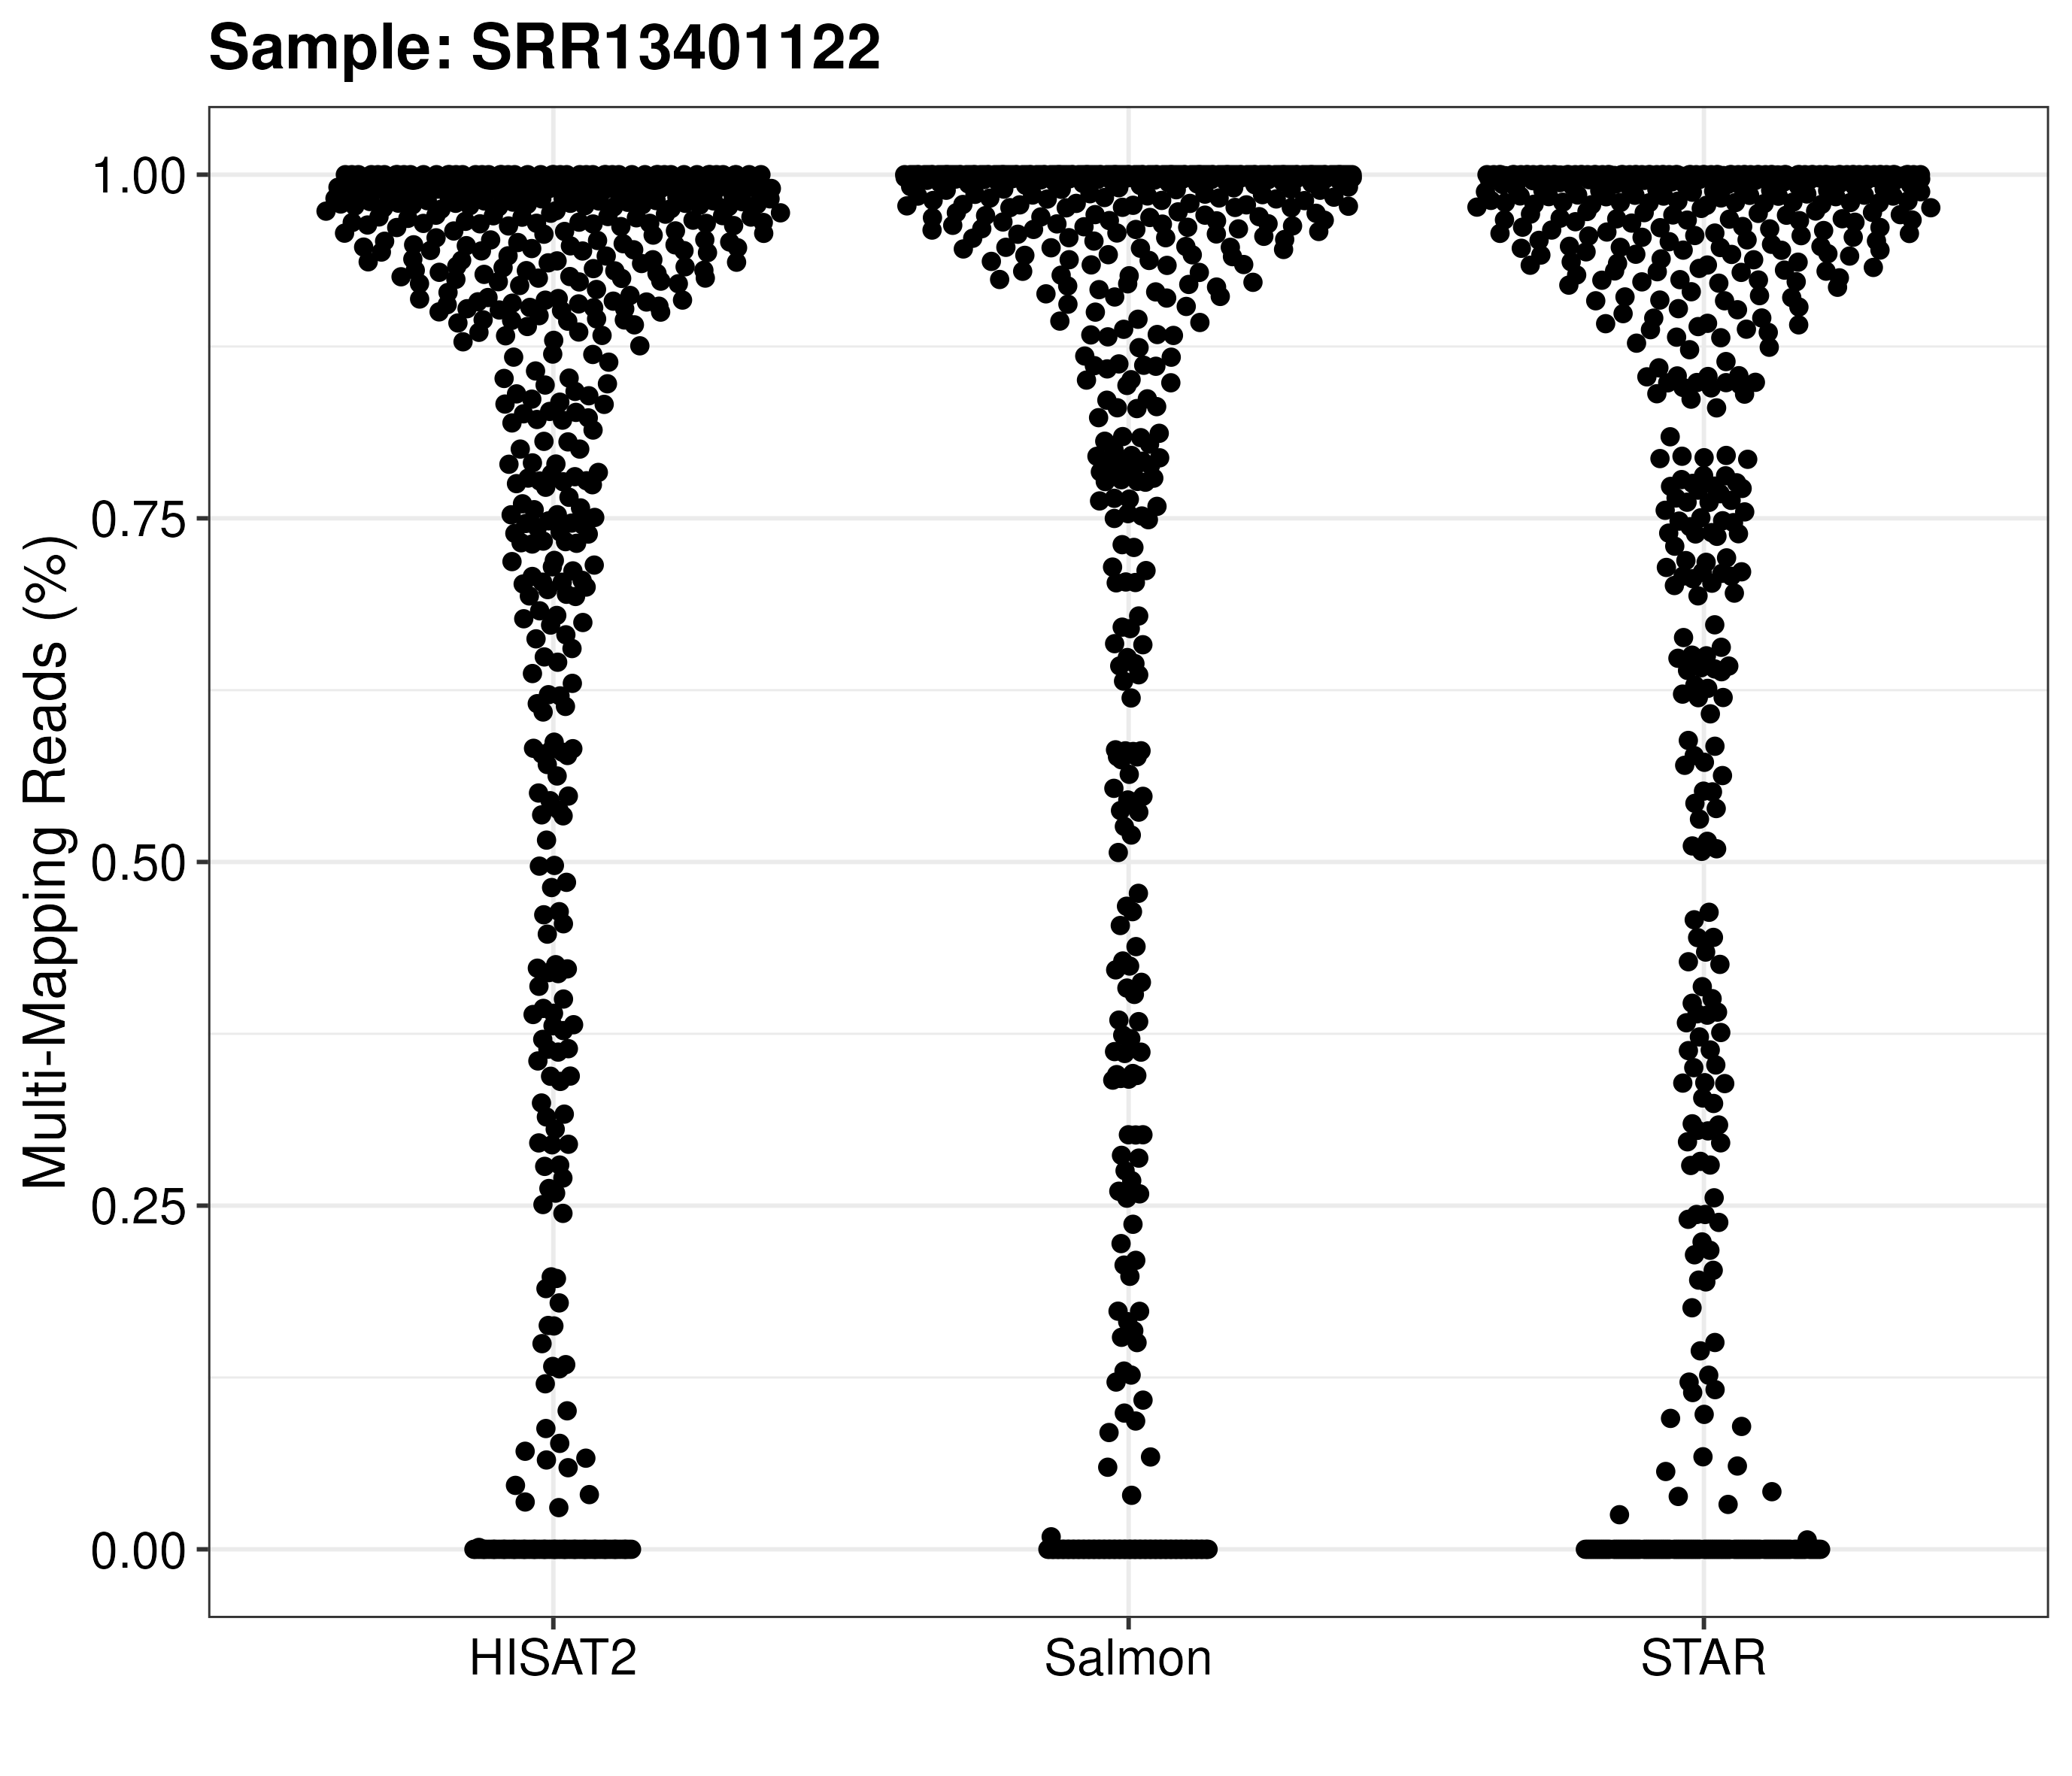 Sample: SRR13401122
Multi-Mapping Reads (%)
1.00
0.75
0.50
0.25
0.00
HISAT2 Salmon STAR